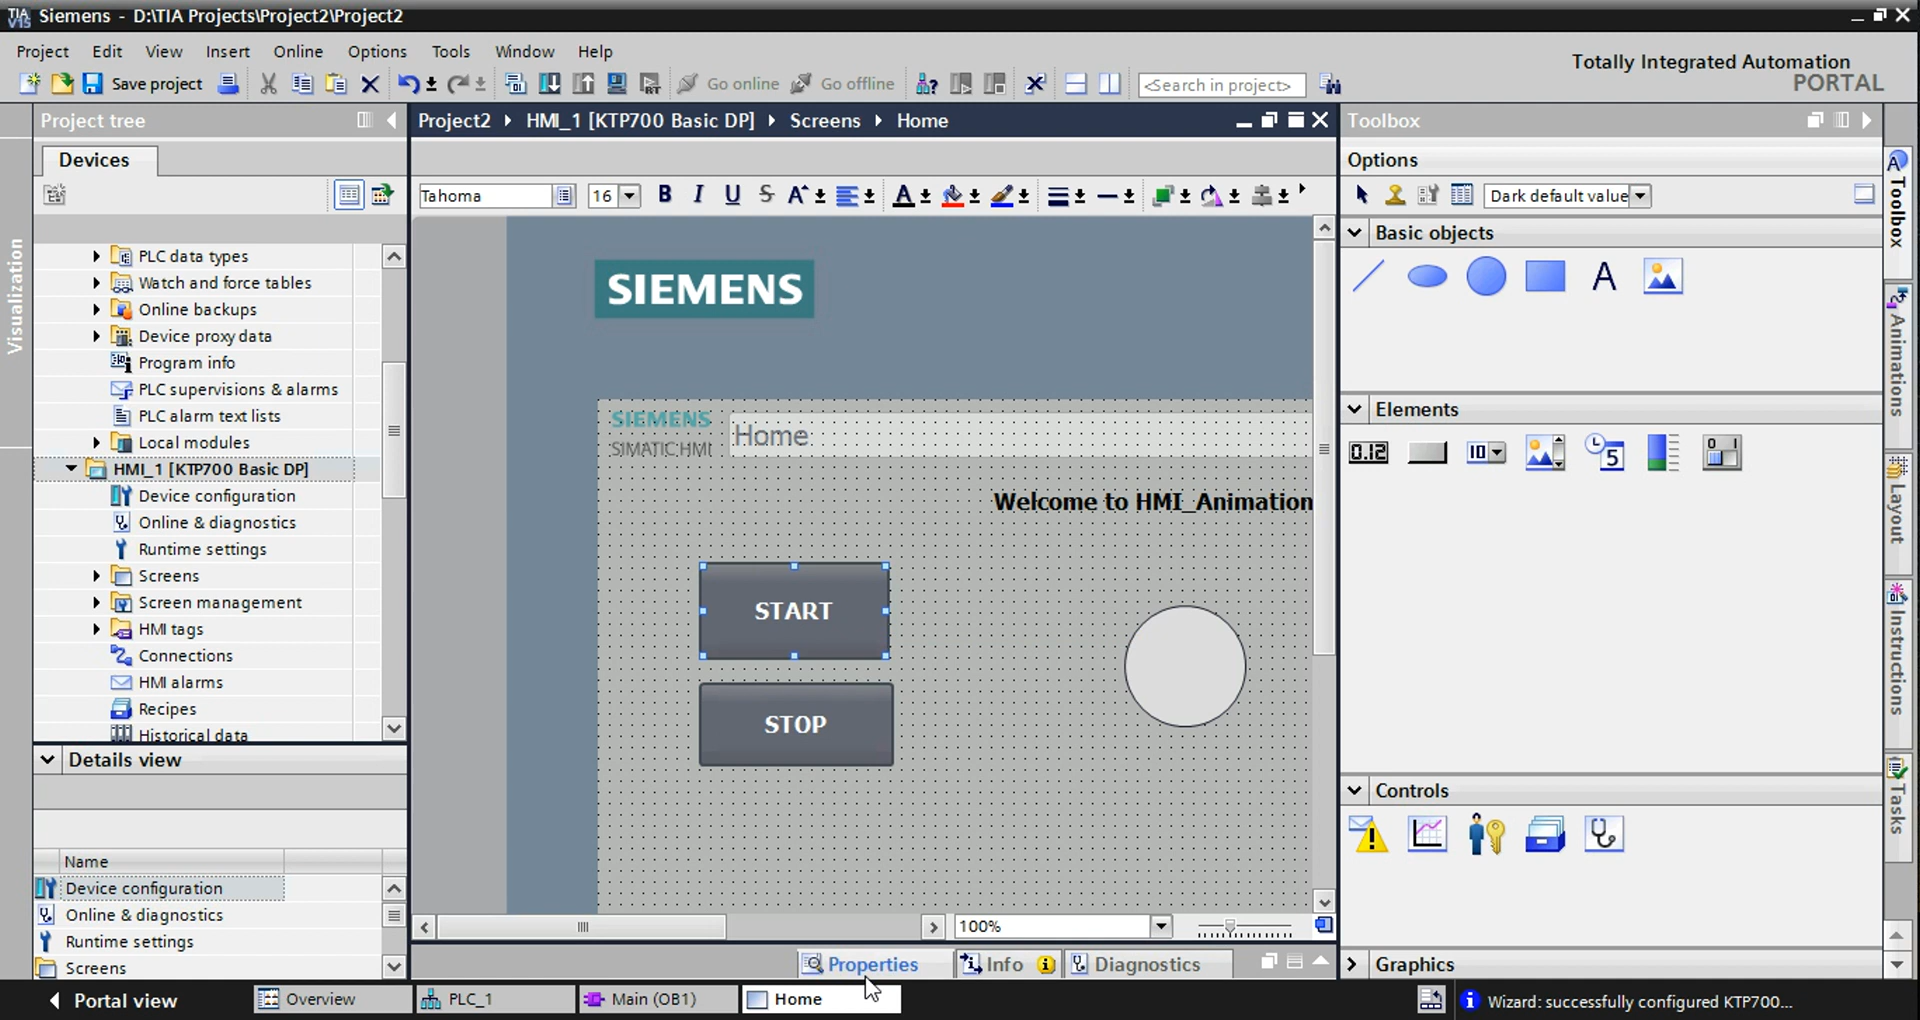 Siemens - D:\TIA Projects\Project2\Project2
Project Edit View Insert Online Options Tools Window Help
Totally Integrated Automation
PORTAL
Save project
Go online
Go offline
<Search in project>
Project tree
Devices
Visualization
PLC data types
Watch and force tables
Online backups
Device proxy data
Program info
PLC supervisions & alarms
PLC alarm text lists
Local modules
HMI_1 [KTP700 Basic DP]
Device configuration
Online & diagnostics
Runtime settings
Screens
Screen management
HMI tags
Connections
HMI alarms
Recipes
Historical data
Details view
Name
Device configuration
Online & diagnostics
Runtime settings
Screens
Project2 HMI_1 [KTP700 Basic DP] Screens Home
Tahoma 16 B I U S A A
SIEMENS
SIEMENS
SIMATIC HMI
Home
Welcome to HMI_Animation
START
STOP
100%
Properties Info Diagnostics
Toolbox
Options
Dark default value
Basic objects
A
Elements
0.12
10
5
0 1
Controls
Graphics
Toolbox
Animations
Layout
Instructions
Tasks
Portal view Overview PLC_1 Main (OB1) Home Wizard: successfully configured KTP700...